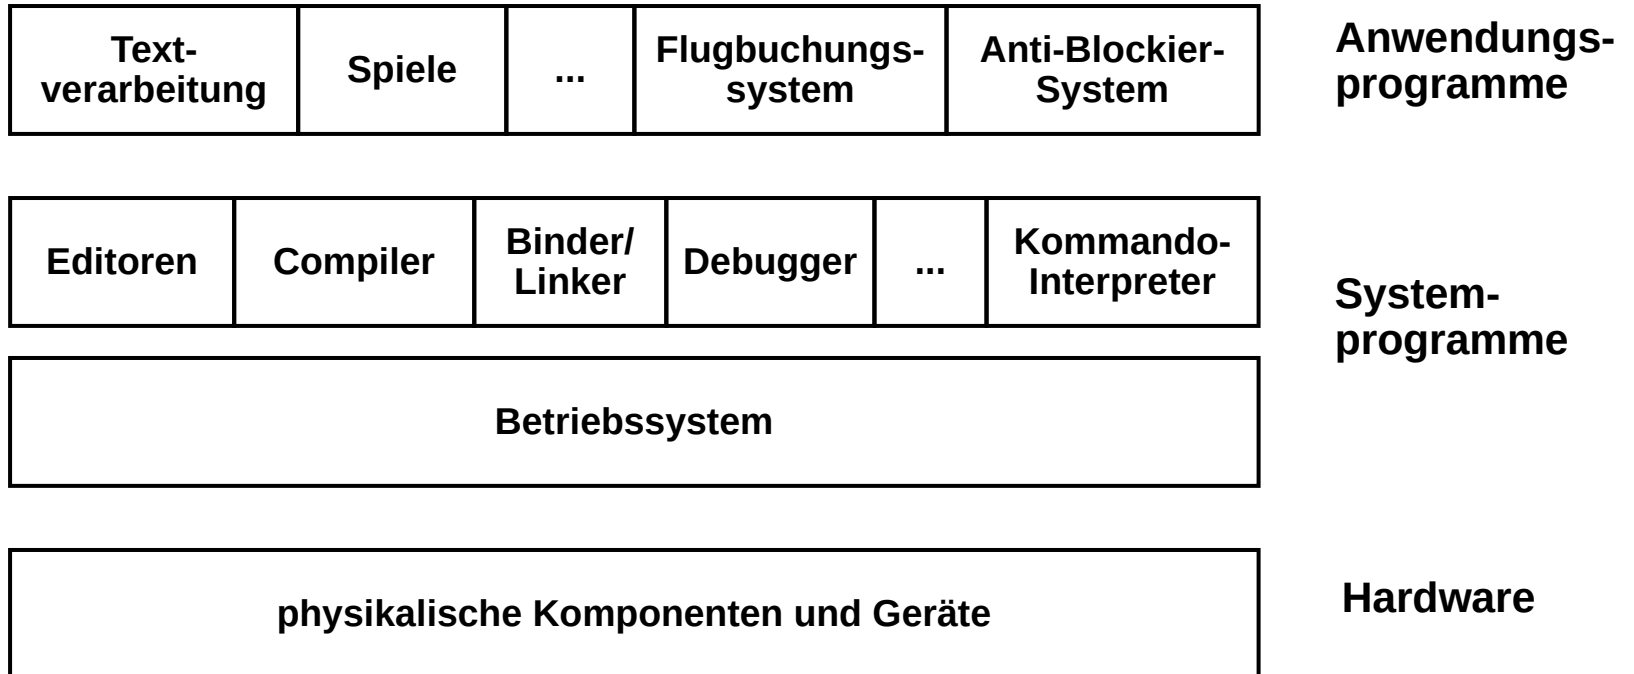 Text-
verarbeitung
Spiele
...
Flugbuchungs-
system
Anti-Blockier-
System
Anwendungs-
programme
Editoren
Compiler
Binder/
Linker
Debugger
...
Kommando-
Interpreter
System-
programme
Betriebssystem
physikalische Komponenten und Geräte
Hardware